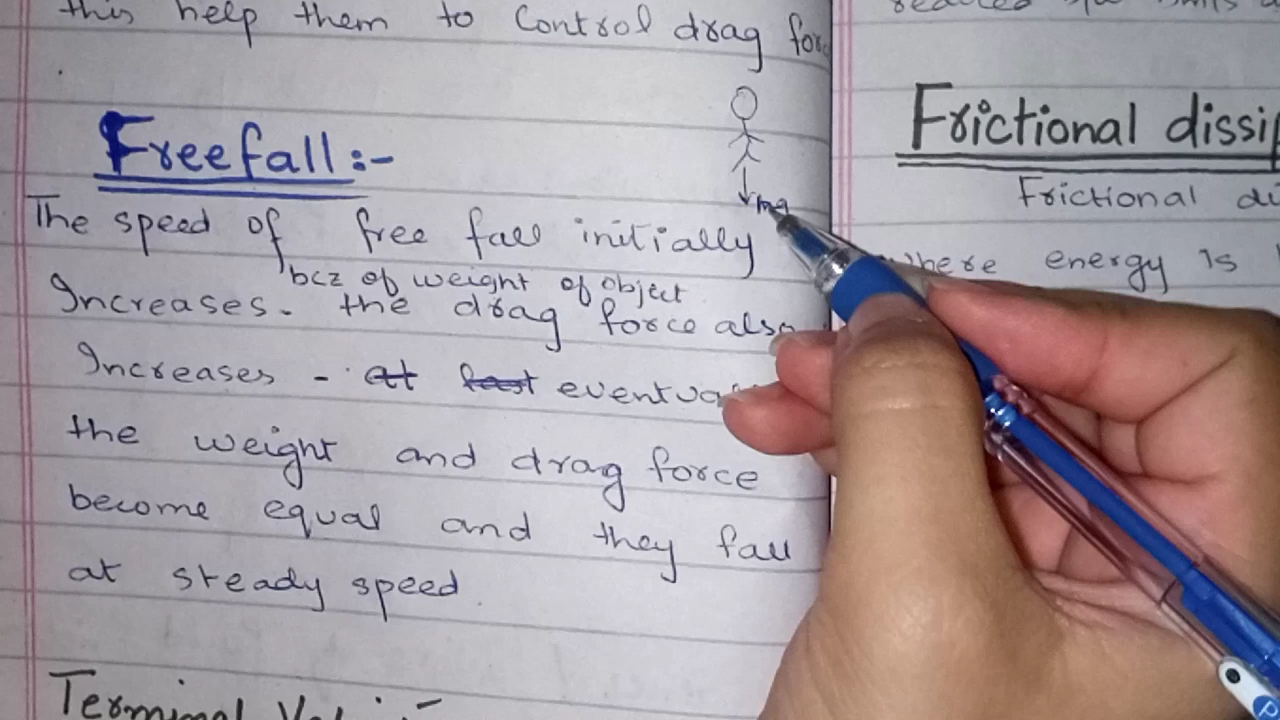 this help them to Control drag
Freefall:-
The speed of free fall initially
bcz of weight of object
Increases. the drag force also
Increases - at
the weight and drag force
become equal and they fall
at steady speed.
Terminal
mg
Frictional
Frictional
where energy is